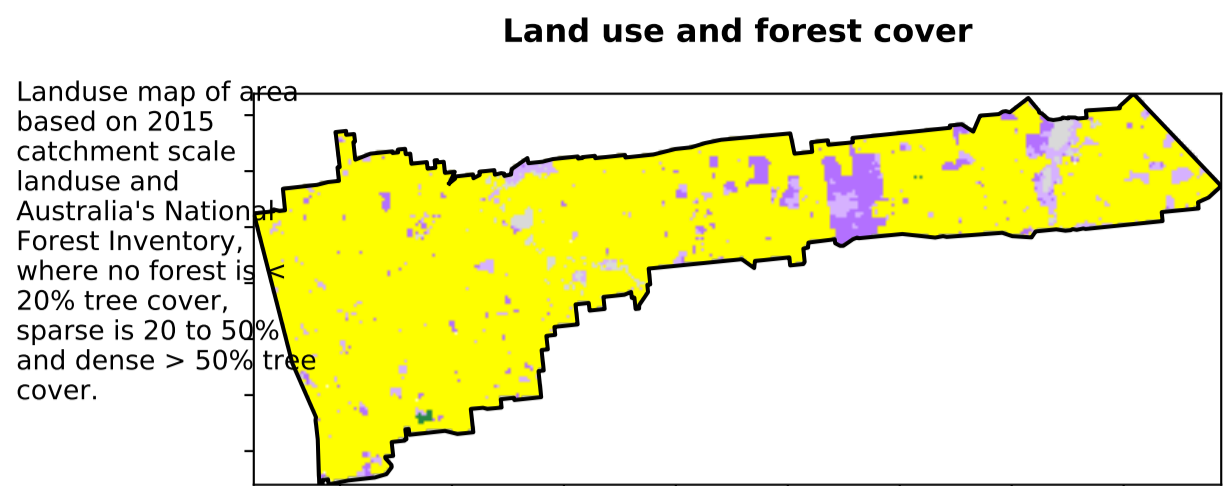 Land use and forest cover
Landuse map of area
based on 2015
catchment scale
landuse and
Australia's National
Forest Inventory,
where no forest is <
20% tree cover,
sparse is 20 to 50%
and dense > 50% tree
cover.